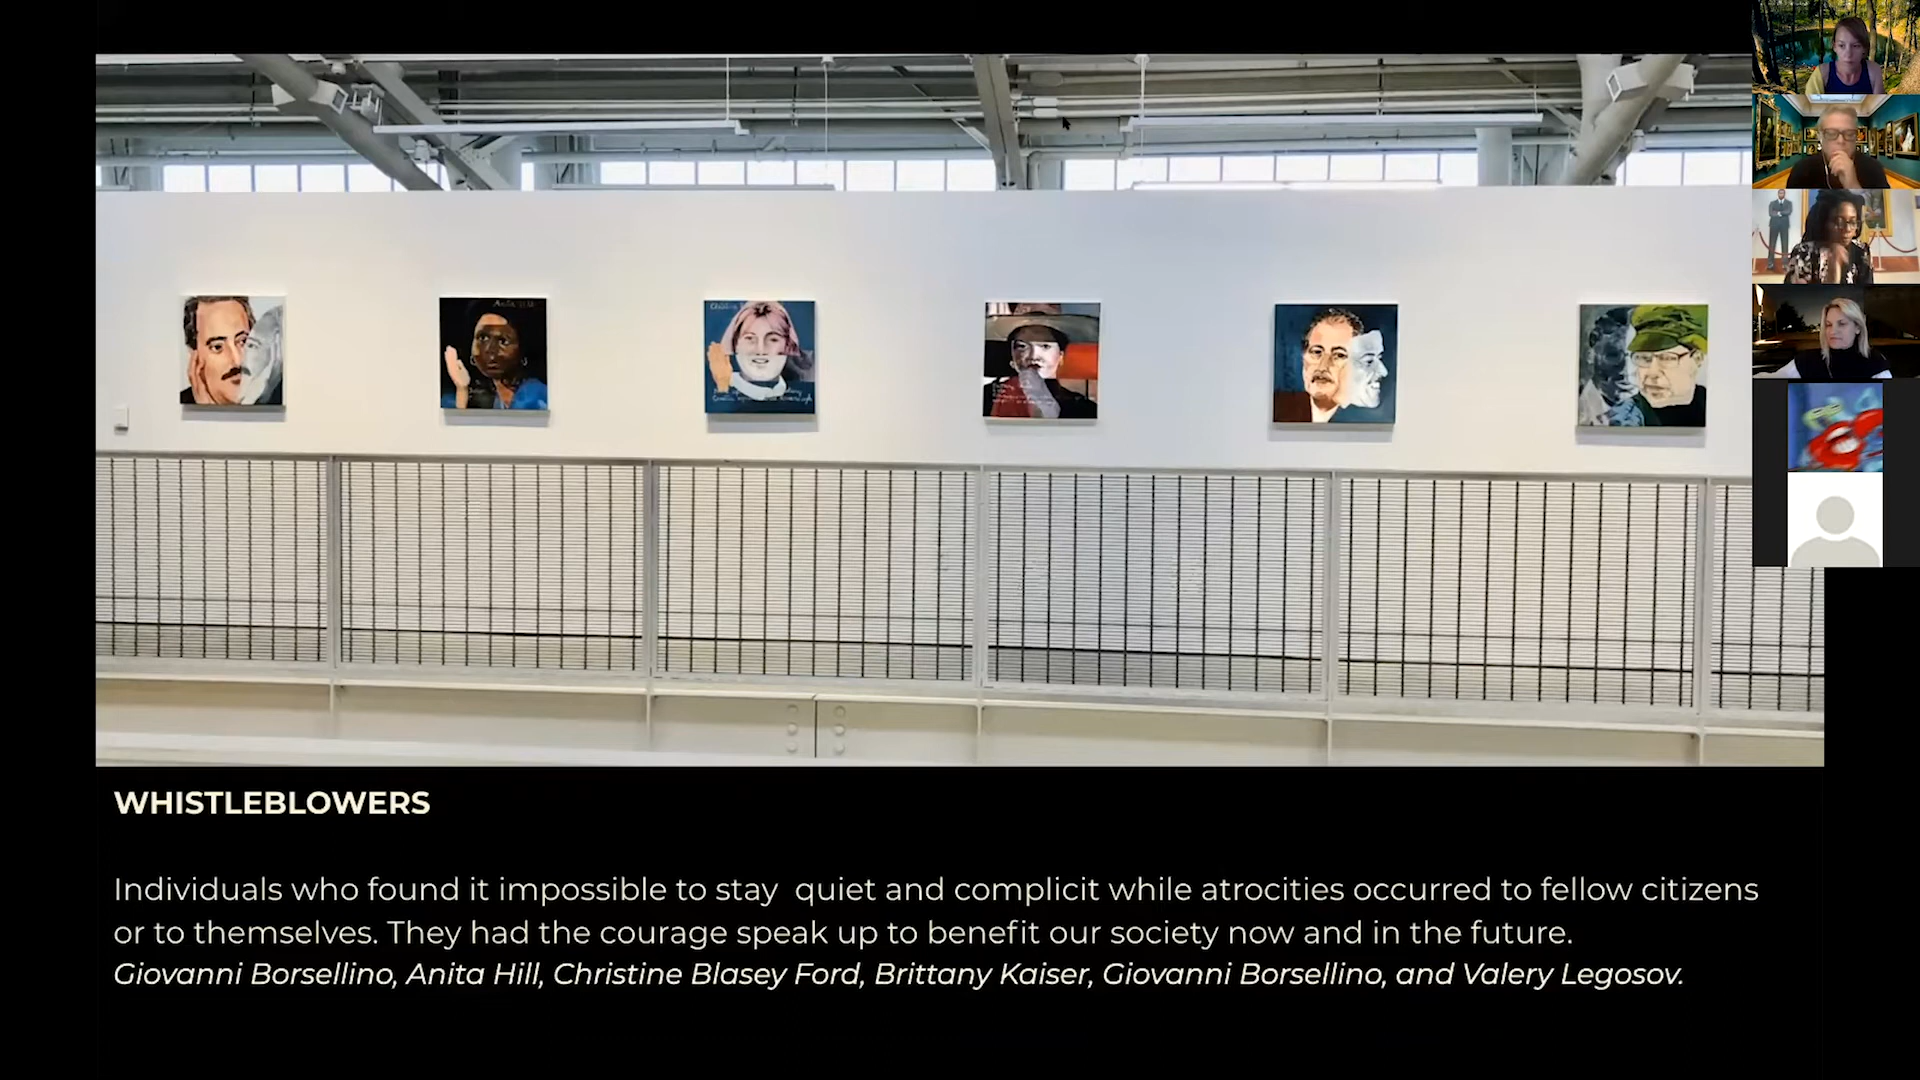 WHISTLEBLOWERS
Individuals who found it impossible to stay  quiet and complicit while atrocities occurred to fellow citizens
or to themselves. They had the courage speak up to benefit our society now and in the future.
Giovanni Borsellino, Anita Hill, Christine Blasey Ford, Brittany Kaiser, Giovanni Borsellino, and Valery Legosov.